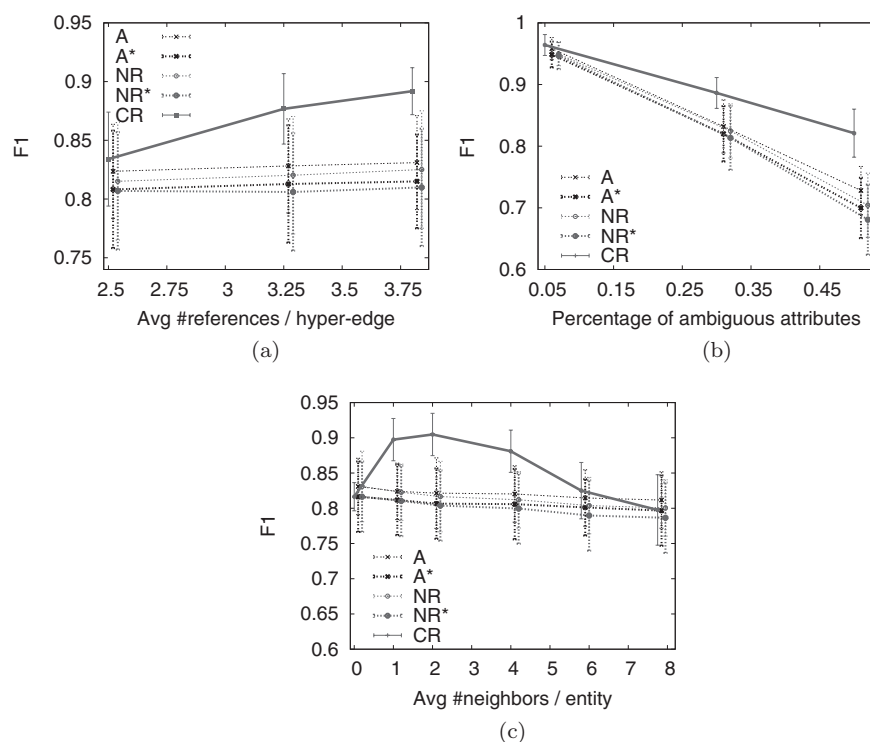 0.95
0.9
0.85
0.8
0.75
F1
A
A*
NR
NR*
CR
2.5 2.75 3 3.25 3.5 3.75
Avg #references / hyper-edge
(a)
1
0.9
0.8
0.7
0.6
F1
A
A*
NR
NR*
CR
0.05 0.15 0.30 0.45
Percentage of ambiguous attributes
(b)
0.95
0.9
0.85
0.8
0.75
0.7
0.65
0.6
F1
A
A*
NR
NR*
CR
0 1 2 3 4 5 6 7 8
Avg #neighbors / entity
(c)